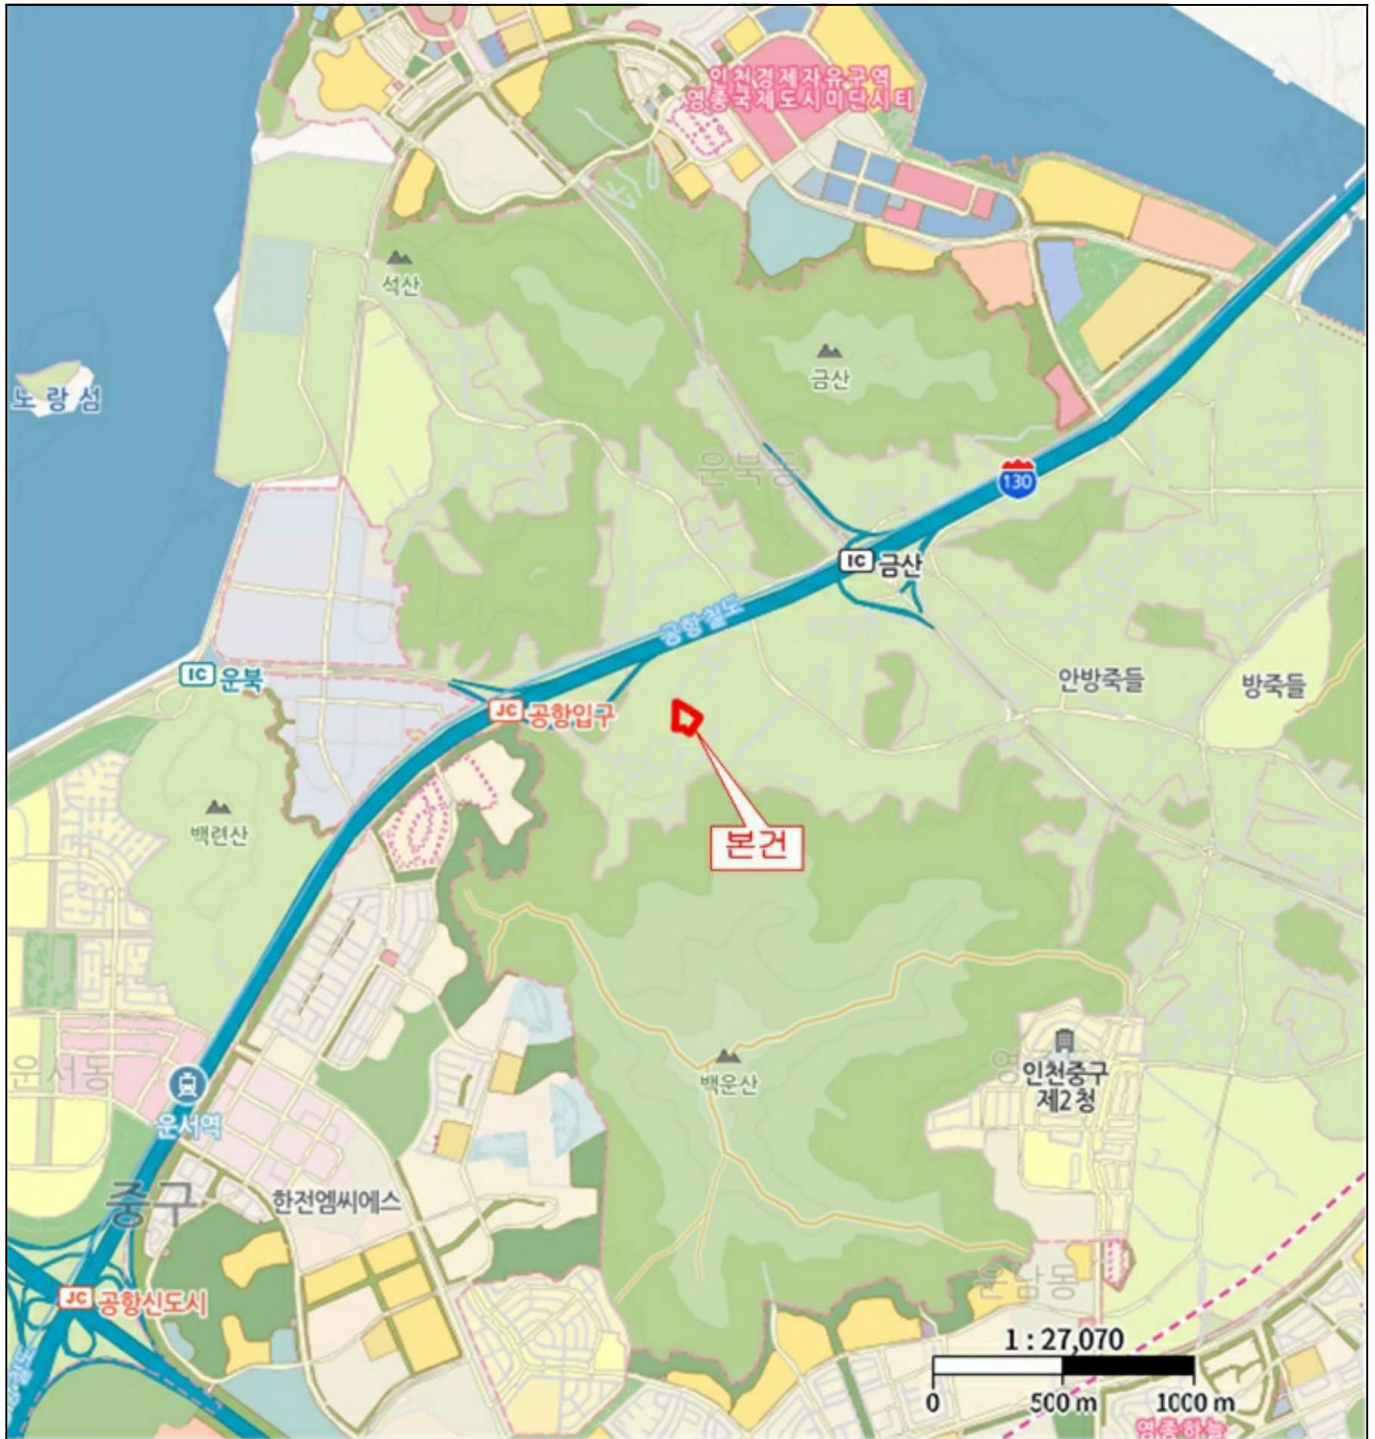 인천경제자유구역
영종국제도시미단시티
석산
금산
노랑섬
운북동
130
IC 금산
공항철도
IC 운북
안방죽들
방죽들
JC 공항입구
백련산
본건
운서동
백운산
인천중구
제2청
운서역
중구
한전엠씨에스
운남동
JC 공항신도시
1 : 27,070
0 500 m 1000 m
영종하늘